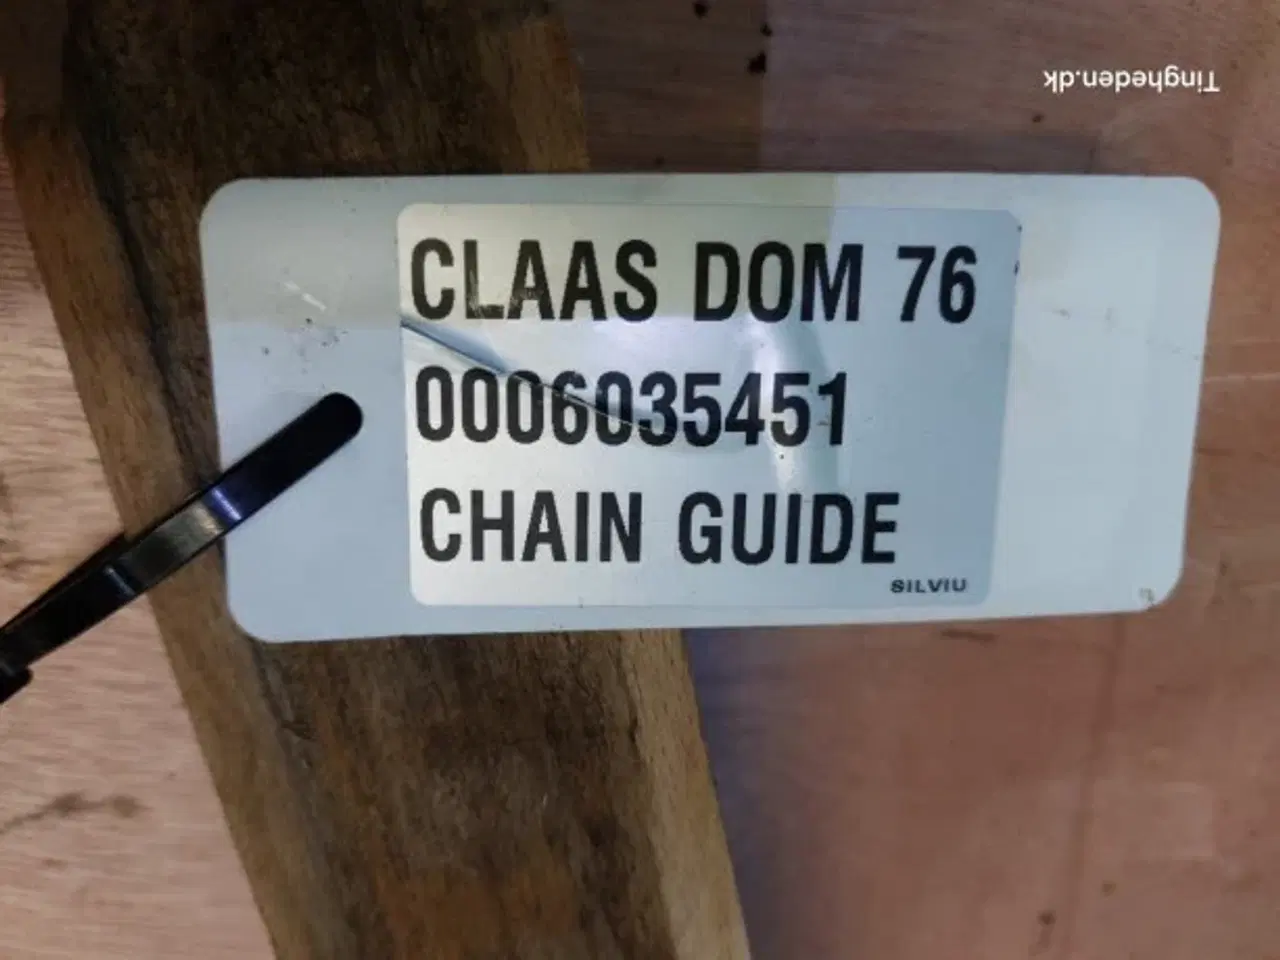 Tingheden.dk
CLAAS DOM 76
0006035451
CHAIN GUIDE
SILVIU